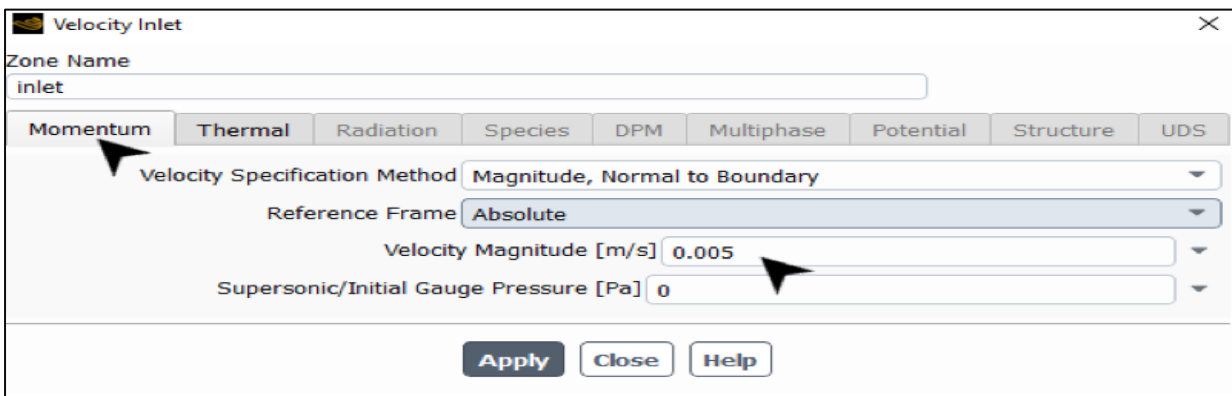 Velocity Inlet
Zone Name
inlet
Momentum Thermal Radiation Species DPM Multiphase Potential Structure UDS
Velocity Specification Method Magnitude, Normal to Boundary
Reference Frame Absolute
Velocity Magnitude [m/s] 0.005
Supersonic/Initial Gauge Pressure [Pa] 0
Apply Close Help